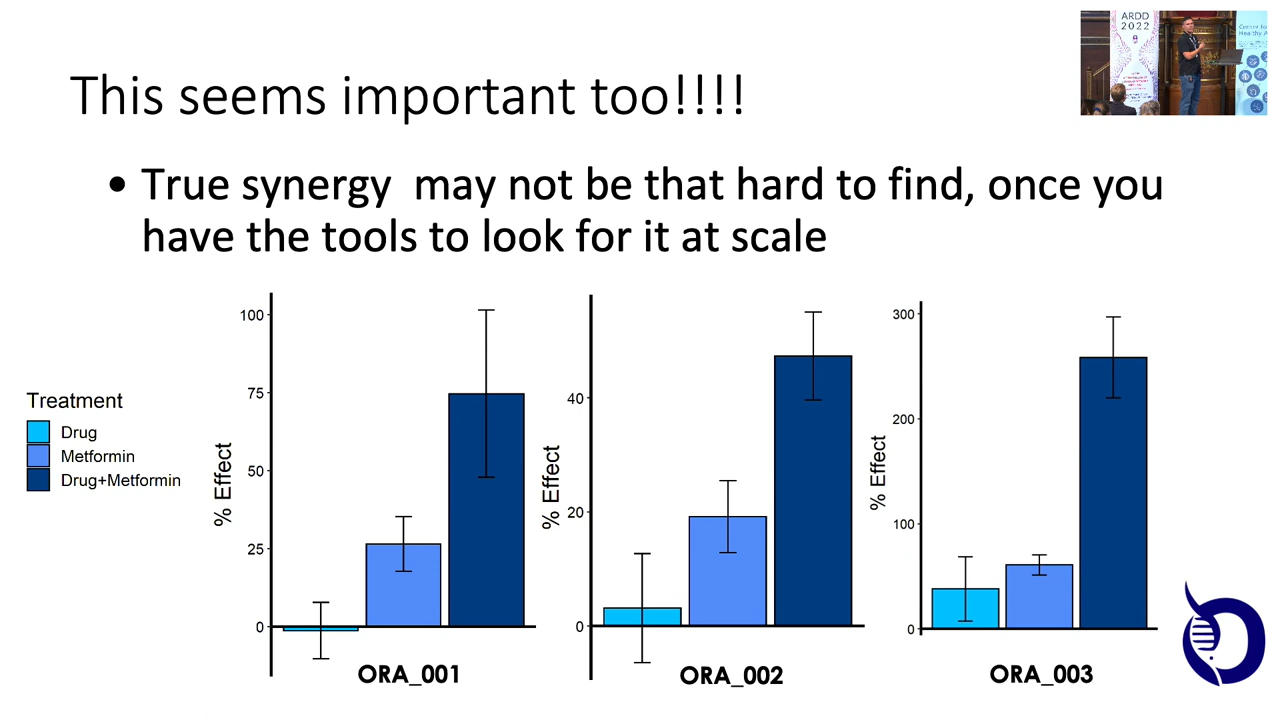 ARDD
2022
This seems important too!!!!
• True synergy may not be that hard to find, once you
have the tools to look for it at scale
Treatment
Drug
Metformin
Drug+Metformin
% Effect
100
75
50
25
0
ORA_001
% Effect
40
20
0
ORA_002
% Effect
300
200
100
0
ORA_003